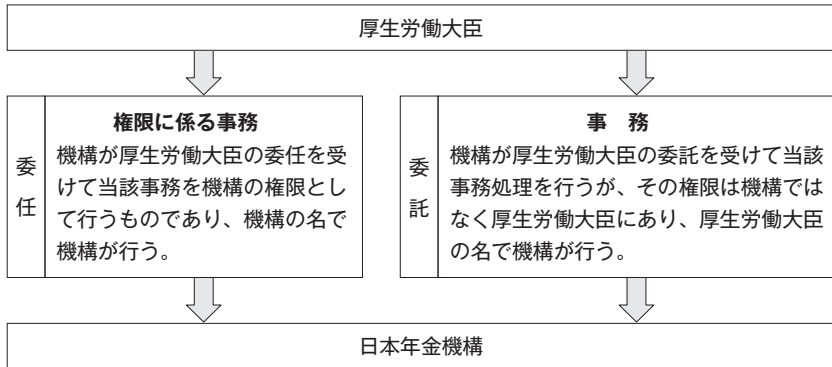 厚生労働大臣
委任
権限に係る事務
機構が厚生労働大臣の委任を受
けて当該事務を機構の権限とし
て行うものであり、機構の名で
機構が行う。
委託
事　務
機構が厚生労働大臣の委託を受けて当該
事務処理を行うが、その権限は機構では
なく厚生労働大臣にあり、厚生労働大臣
の名で機構が行う。
日本年金機構